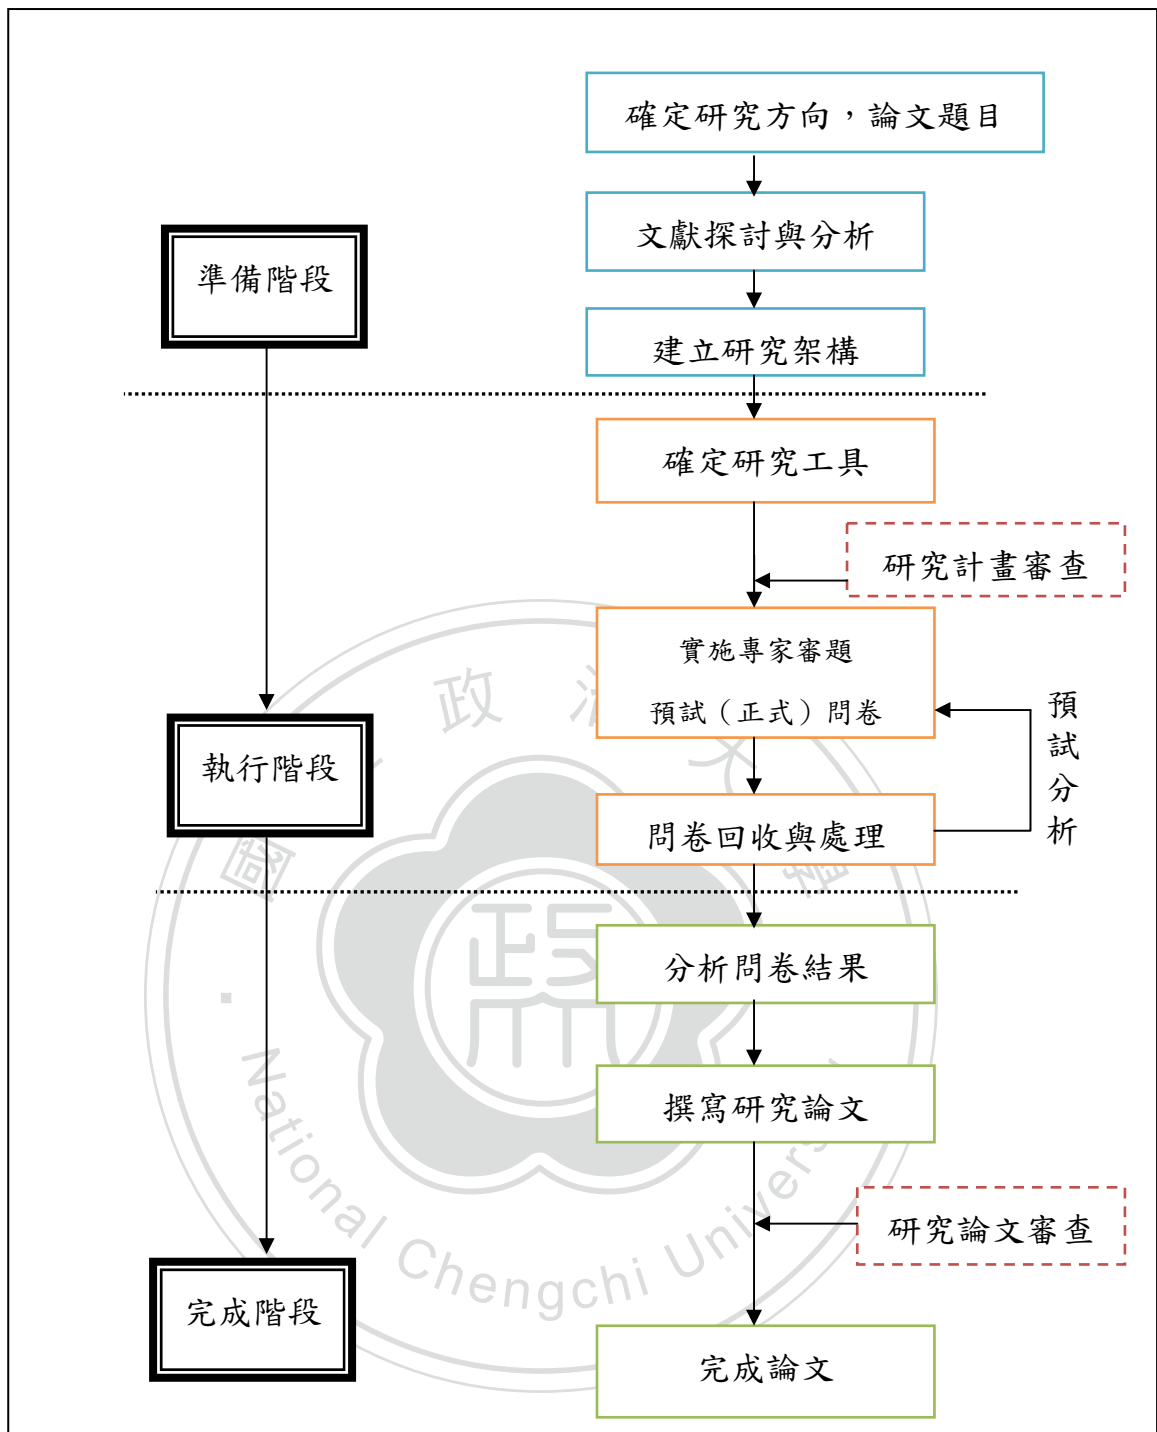 確定研究方向，論文題目
文獻探討與分析
準備階段
建立研究架構
確定研究工具
研究計畫審查
實施專家審題
預試（正式）問卷
預試分析
執行階段
問卷回收與處理
分析問卷結果
撰寫研究論文
研究論文審查
完成階段
完成論文
國
政
大
National Chengchi Univers